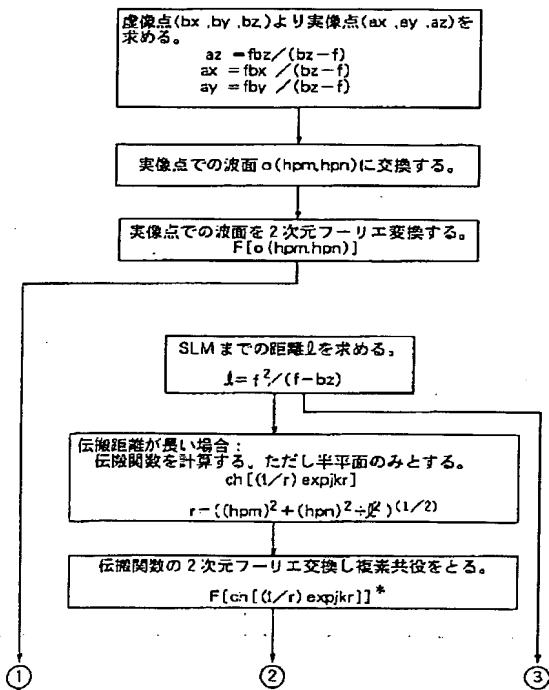 虚像点(bx ,by ,bz)より実像点(ax ,ay ,az)を
求める。
az =fbz／(bz−f)
ax =fbx ／(bz−f)
ay =fby ／(bz−f)
実像点での波面o(hpm,hpn)に交換する。
実像点での波面を2次元フーリエ変換する。
F[o(hpm,hpn)]
SLMまでの距離ℓを求める。
ℓ=f²／(f−bz)
伝搬距離が長い場合：
伝搬関数を計算する。ただし半平面のみとする。
ch[(1/r) expjkr]
r=((hpm)²+(hpn)²+ℓ²)(1/2)
伝搬関数の2次元フーリエ交換し複素共役をとる。
F[ch[(1/r) expjkr]]*
① ② ③